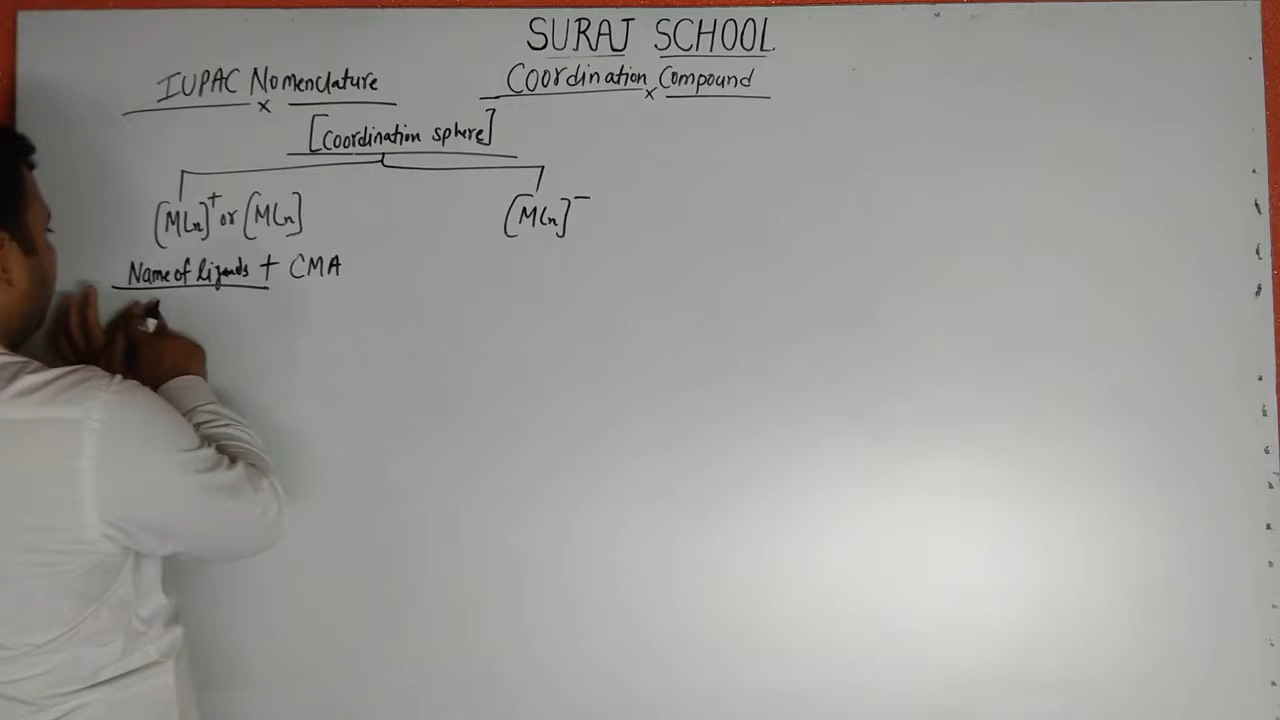 SURAJ SCHOOL
IUPAC Nomenclature Coordination Compound
[Coordination sphere]
[MLn]⁺ or [MLn] [MLn]⁻
Name of ligands + CMA